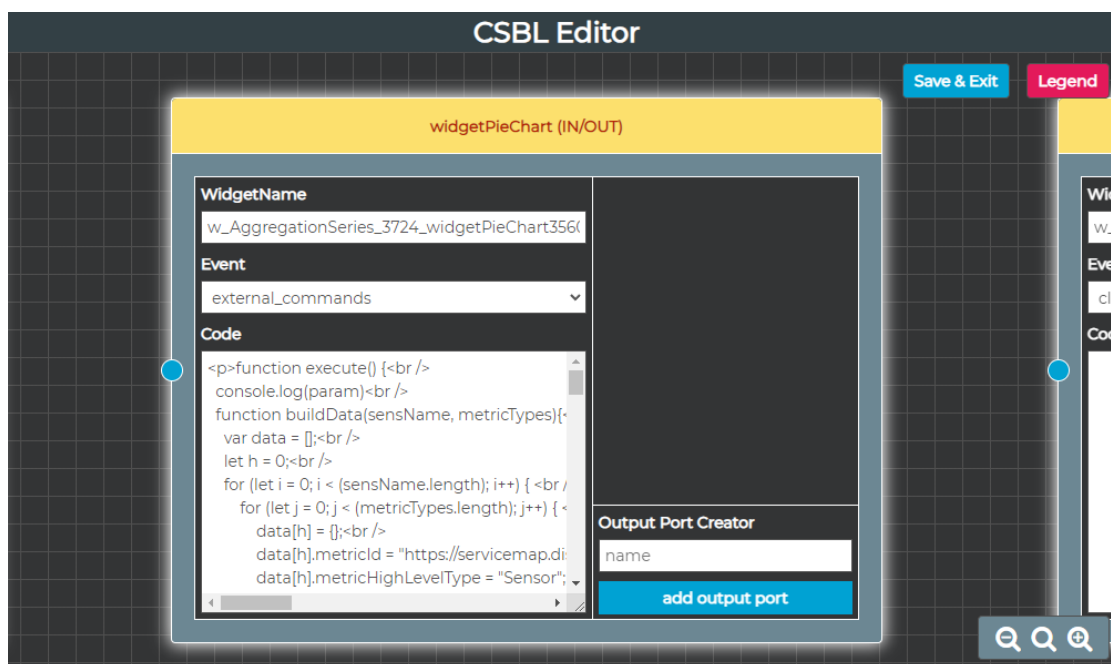 CSBL Editor
Save & Exit
Legend
widgetPieChart (IN/OUT)
WidgetName
w_AggregationSeries_3724_widgetPieChart356
Event
external_commands
Code
<p>function execute() {<br />
console.log(param)<br />
function buildData(sensName, metricTypes){<
var data = [];<br />
let h = 0;<br />
for (let i = 0; i < (sensName.length); i++) { <br /
for (let j = 0; j < (metricTypes.length); j++) { <
data[h] = {};<br />
data[h].metricId = "https://servicemap.di
data[h].metricHighLevelType = "Sensor";
Output Port Creator
name
add output port
w_